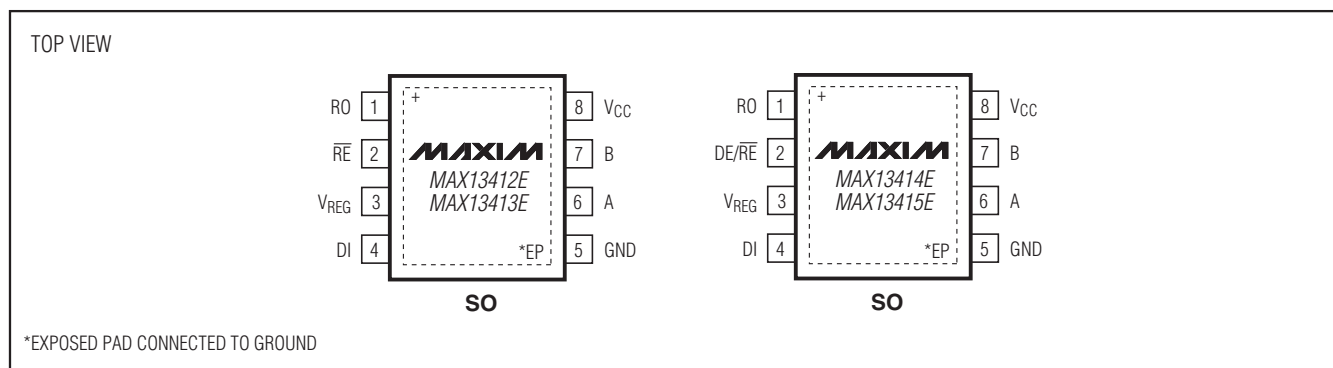 TOP VIEW
RO 1
R̅E̅ 2
VREG 3
DI 4
+
MAXIM
MAX13412E
MAX13413E
*EP
8 VCC
7 B
6 A
5 GND
SO
RO 1
DE/R̅E̅ 2
VREG 3
DI 4
+
MAXIM
MAX13414E
MAX13415E
*EP
8 VCC
7 B
6 A
5 GND
SO
*EXPOSED PAD CONNECTED TO GROUND